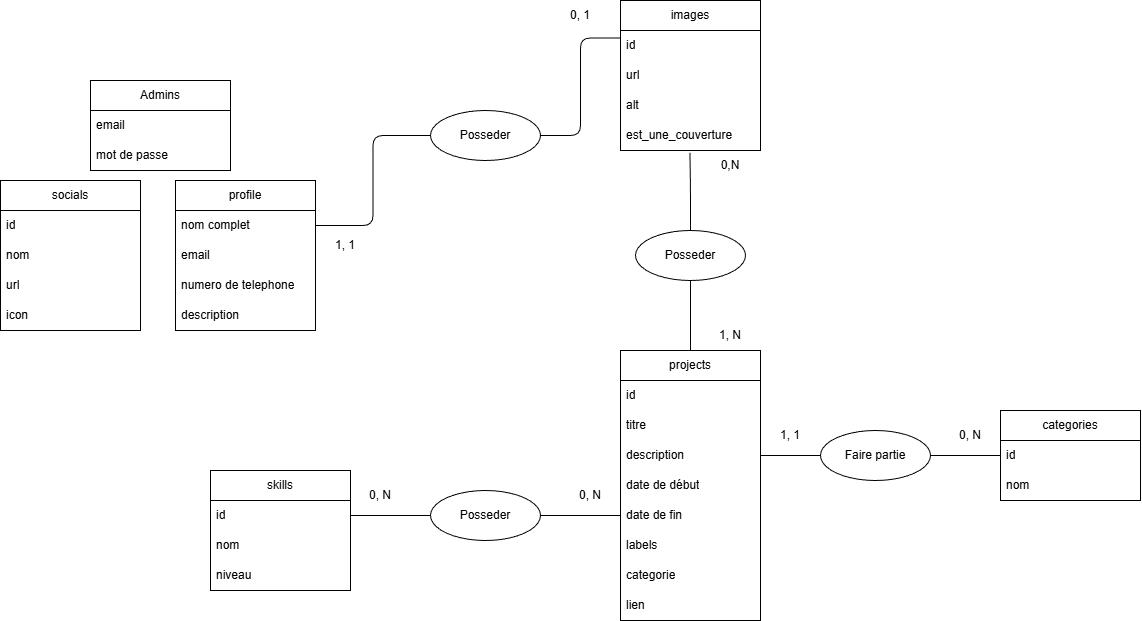 0, 1
images
id
url
alt
est_une_couverture
Admins
email
mot de passe
Posseder
0,N
socials
id
nom
url
icon
profile
nom complet
email
numero de telephone
description
1, 1
Posseder
1, N
projects
id
titre
description
date de début
date de fin
labels
categorie
lien
1, 1
Faire partie
0, N
categories
id
nom
skills
id
nom
niveau
0, N
Posseder
0, N